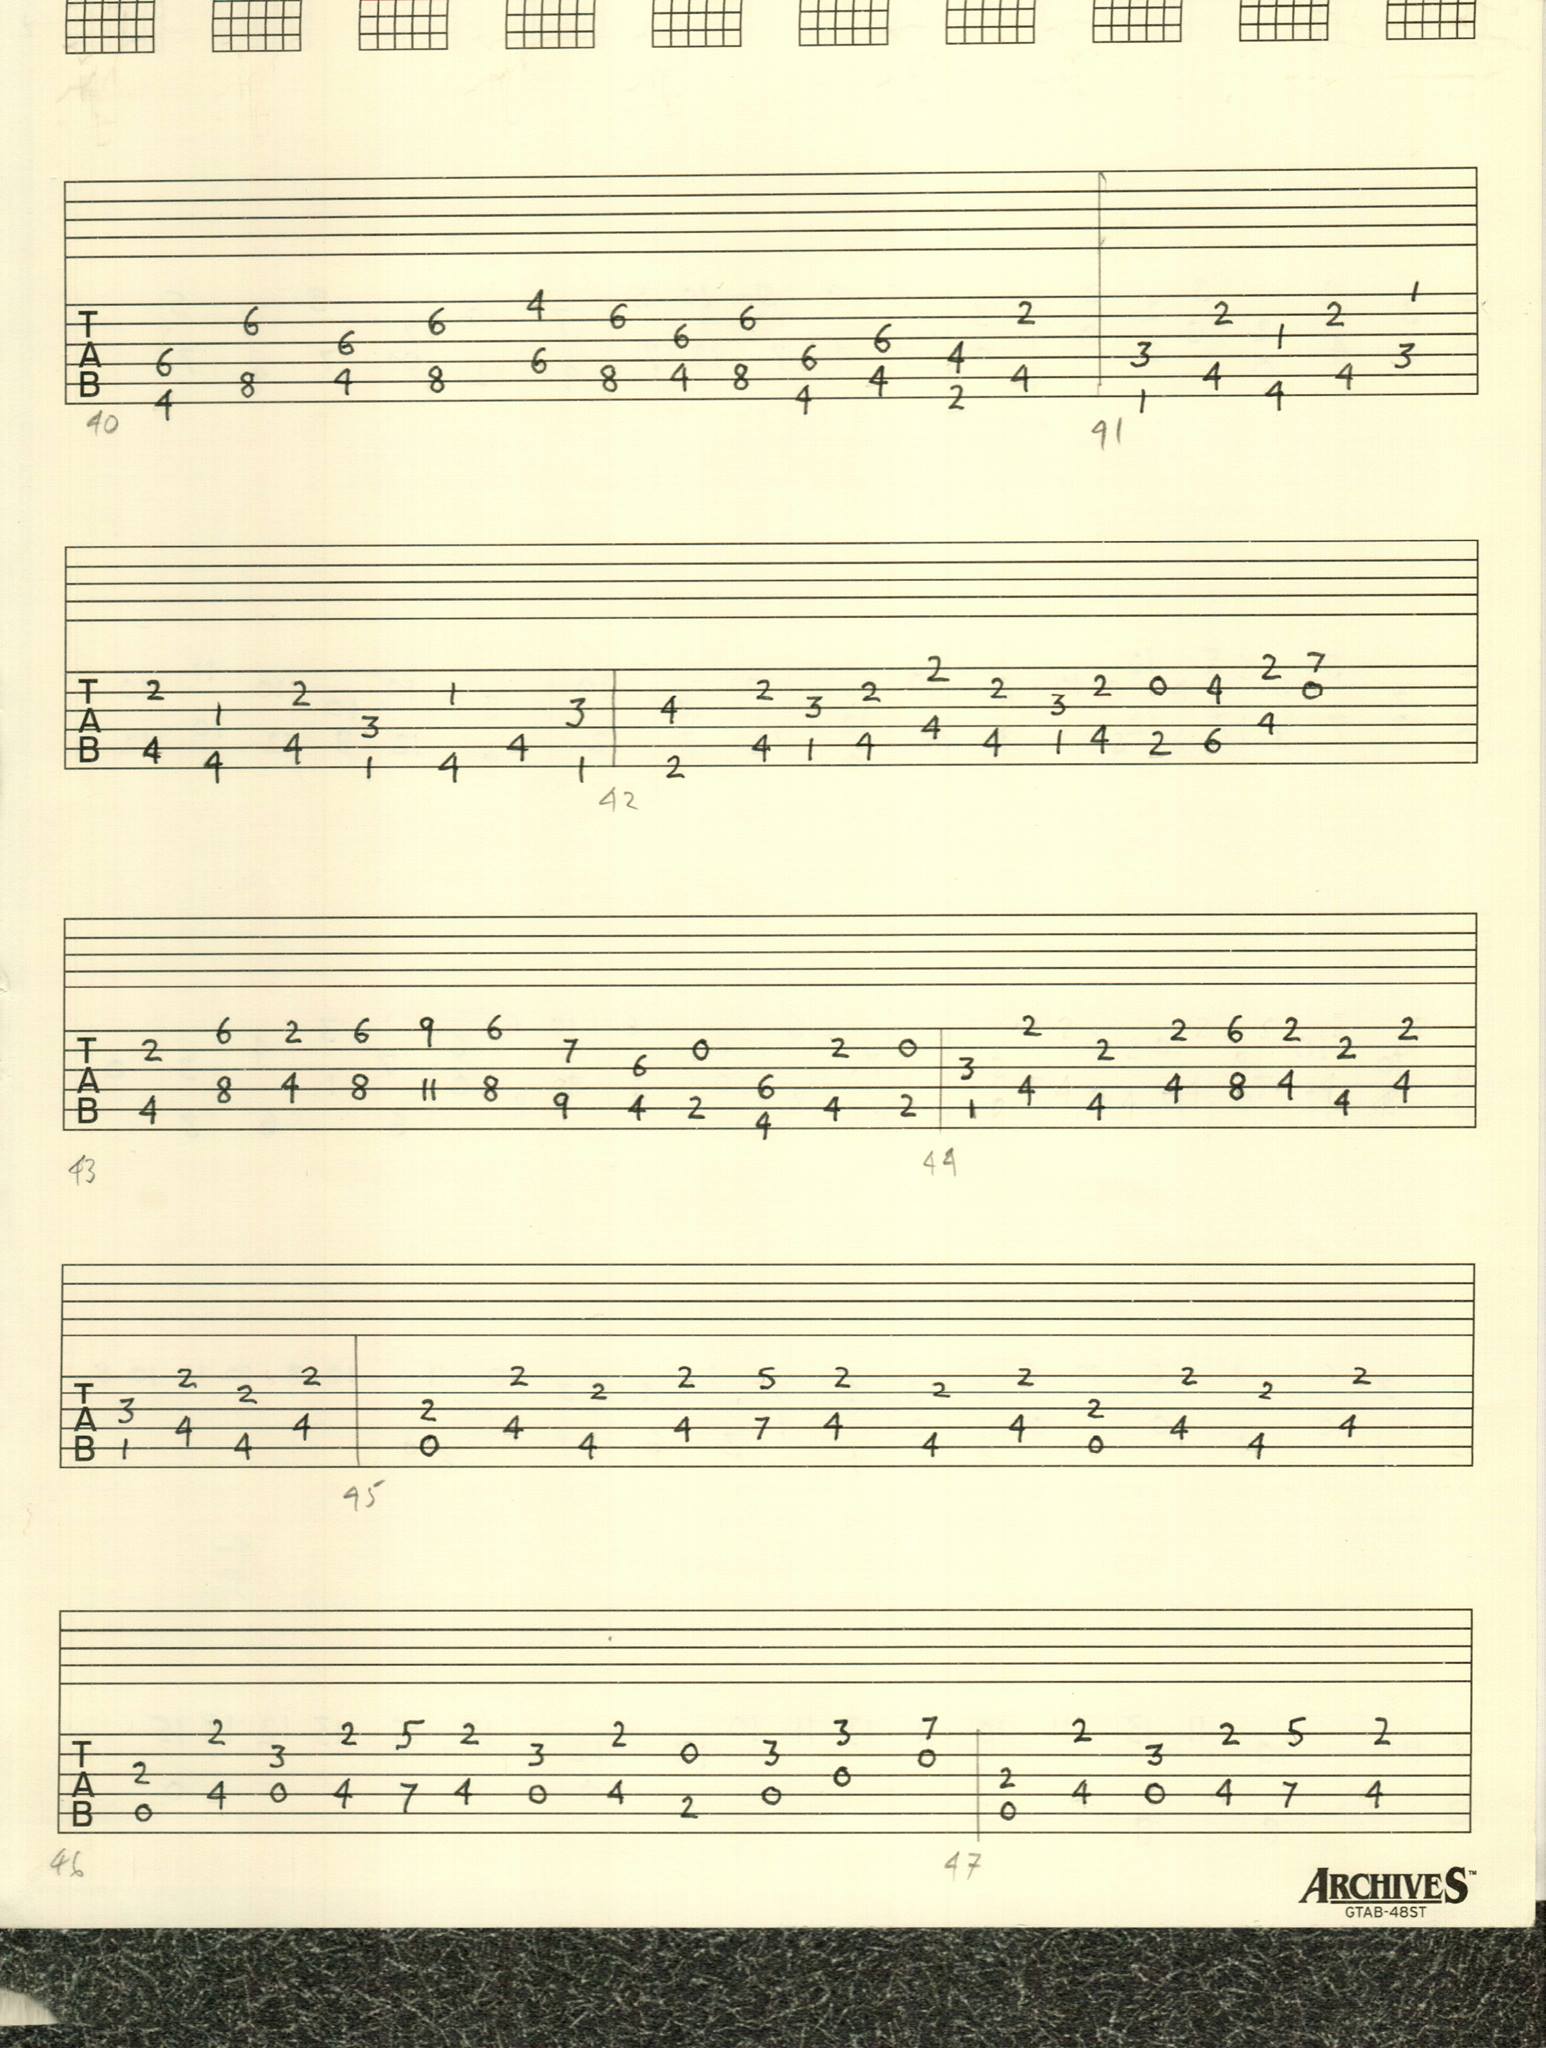 4 6 6 6 2 2 2 1
T 6 6 6 6 1
A 6 6 6 4 3 3
B 8 4 8 8 4 8 4 4 4 4 4
4 4 2 1 4
40 41
2
2 7
T 2 2 1 2 2 2 2 0 4 0
A 1 3 3 4 3 4 3 4
B 4 4 4 4 1 4 4 1 4 2 6
4 1 4 1 2
42
6 2 6 9 6 2 2 6 2 2
T 2 7 0 2 0 2 2
A 8 4 8 11 8 6 6 3 4 4 8 4 4
B 4 9 4 2 4 2 1 4 4
4
43 44
2 2 2 2 5 2 2 2 2
T 2 2 2 2
A 3 4 4 2 4 4 7 4 4 2 4 4
B 1 4 0 4 4 0 4
45
2 2 5 2 2 3 7 2 2 5 2
T 3 3 0 3 0 3
A 2 4 0 4 7 4 0 4 0 0 2 4 0 4 7 4
B 0 2 0
46 47
ARCHIVES™
GTAB-48ST